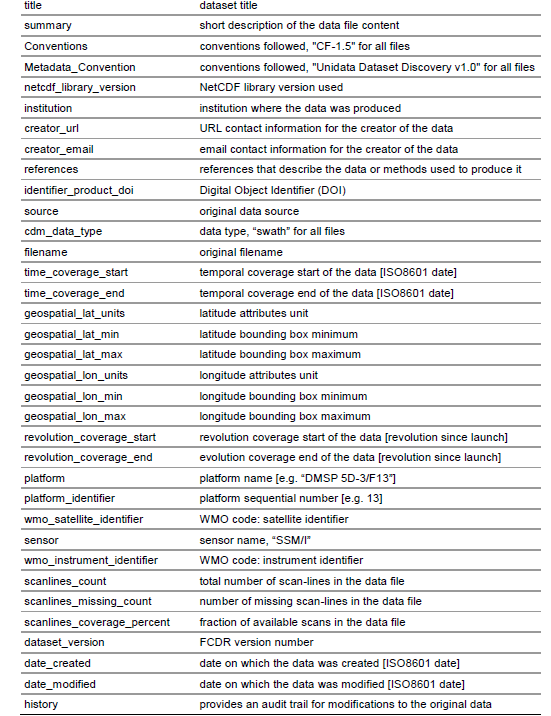 title dataset title
summary short description of the data file content
Conventions conventions followed, "CF-1.5" for all files
Metadata_Convention conventions followed, "Unidata Dataset Discovery v1.0" for all files
netcdf_library_version NetCDF library version used
institution institution where the data was produced
creator_url URL contact information for the creator of the data
creator_email email contact information for the creator of the data
references references that describe the data or methods used to produce it
identifier_product_doi Digital Object Identifier (DOI)
source original data source
cdm_data_type data type, “swath” for all files
filename original filename
time_coverage_start temporal coverage start of the data [ISO8601 date]
time_coverage_end temporal coverage end of the data [ISO8601 date]
geospatial_lat_units latitude attributes unit
geospatial_lat_min latitude bounding box minimum
geospatial_lat_max latitude bounding box maximum
geospatial_lon_units longitude attributes unit
geospatial_lon_min longitude bounding box minimum
geospatial_lon_max longitude bounding box maximum
revolution_coverage_start revolution coverage start of the data [revolution since launch]
revolution_coverage_end evolution coverage end of the data [revolution since launch]
platform platform name [e.g. “DMSP 5D-3/F13”]
platform_identifier platform sequential number [e.g. 13]
wmo_satellite_identifier WMO code: satellite identifier
sensor sensor name, “SSM/I”
wmo_instrument_identifier WMO code: instrument identifier
scanlines_count total number of scan-lines in the data file
scanlines_missing_count number of missing scan-lines in the data file
scanlines_coverage_percent fraction of available scans in the data file
dataset_version FCDR version number
date_created date on which the data was created [ISO8601 date]
date_modified date on which the data was modified [ISO8601 date]
history provides an audit trail for modifications to the original data